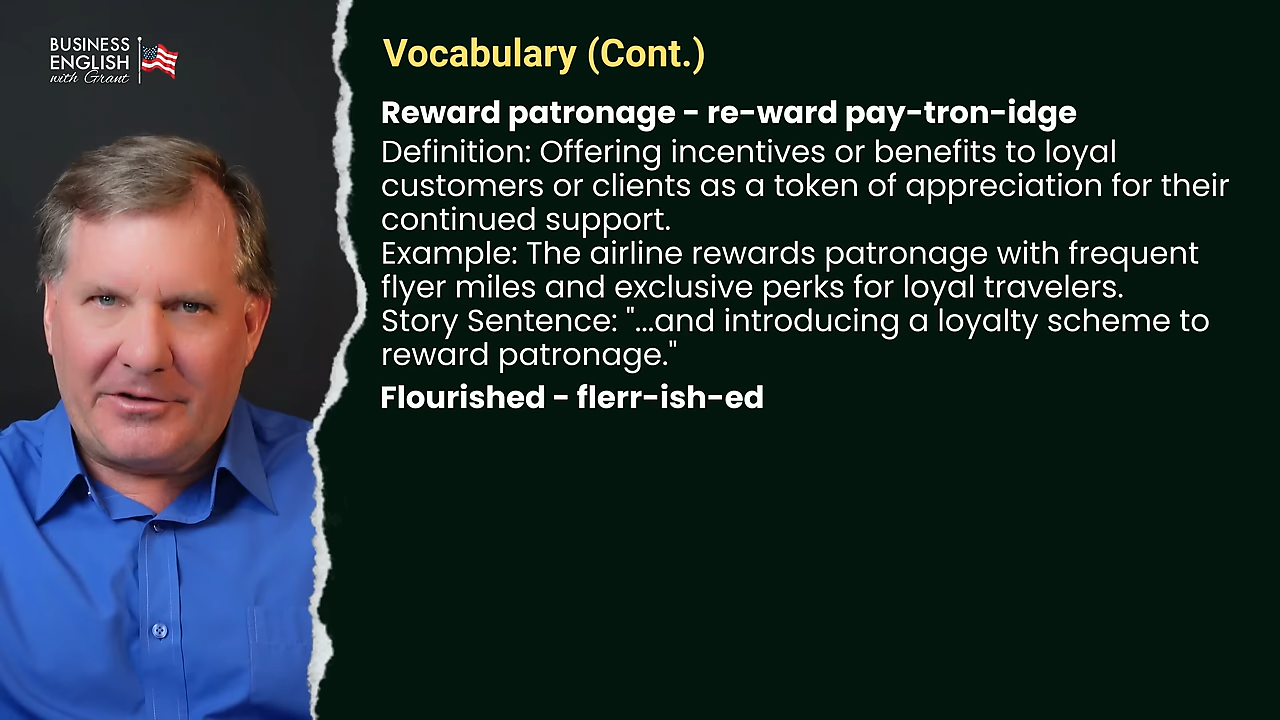 BUSINESS
ENGLISH
with Grant
Vocabulary (Cont.)
Reward patronage - re-ward pay-tron-idge
Definition: Offering incentives or benefits to loyal
customers or clients as a token of appreciation for their
continued support.
Example: The airline rewards patronage with frequent
flyer miles and exclusive perks for loyal travelers.
Story Sentence: "...and introducing a loyalty scheme to
reward patronage."
Flourished - flerr-ish-ed